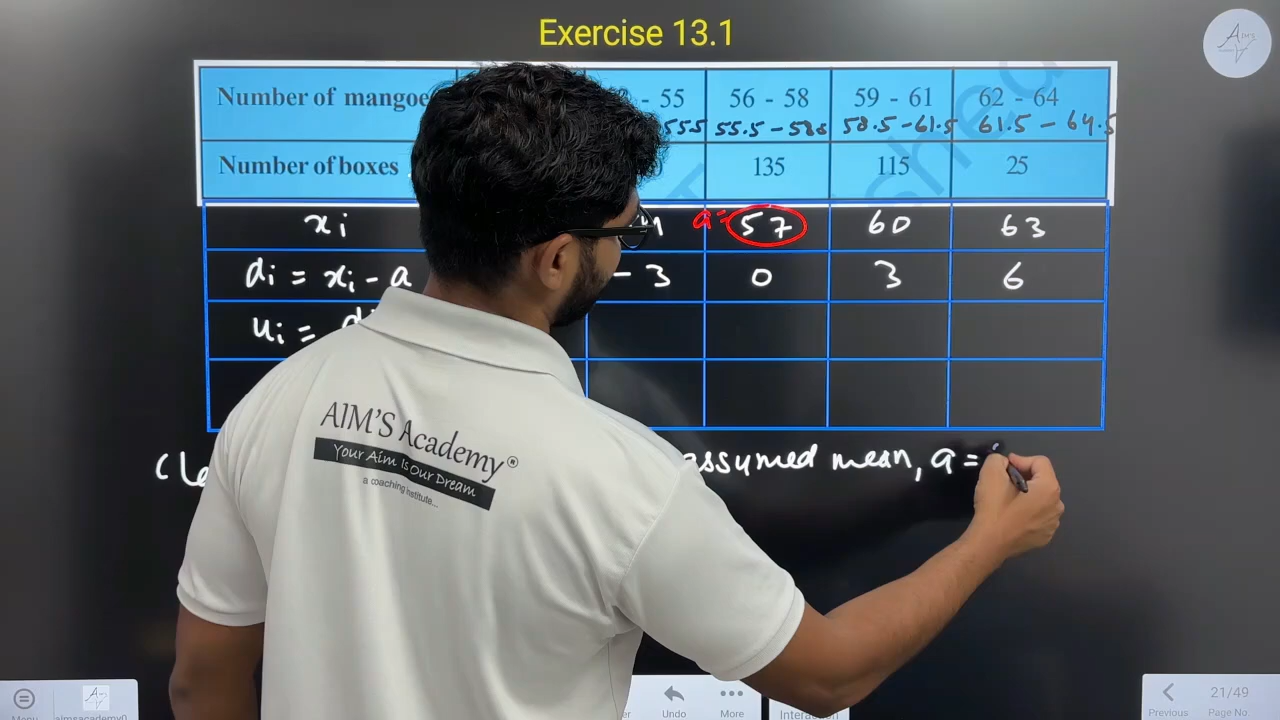 Exercise 13.1
Number of mangoe - 55 56 - 58 59 - 61 62 - 64
55.5 - 58.5 58.5 - 61.5 61.5 - 64.5
Number of boxes 135 115 25
xi a = 57 60 63
di = xi - a - 3 0 3 6
ui =
assumed mean, a =
AIM'S Academy®
Your Aim Is Our Dream
a coaching institute...
Menu aimsacademy0 Undo More Previous 21/49 Page No.